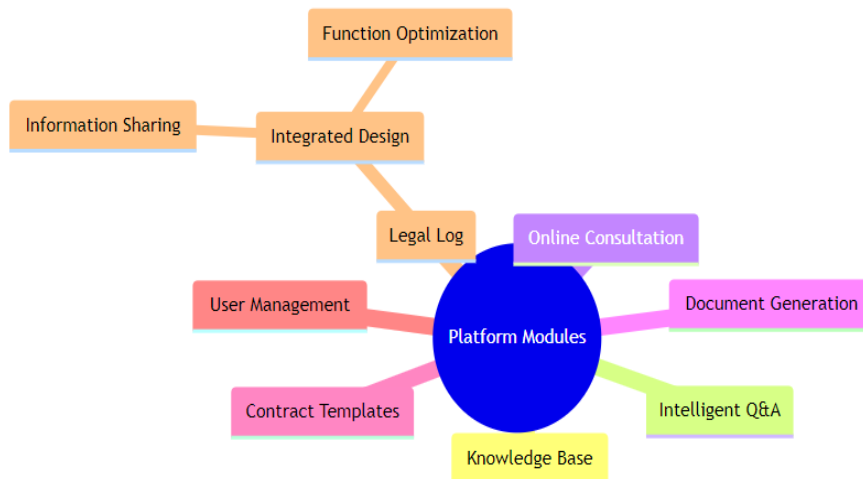 Function Optimization
Information Sharing
Integrated Design
Legal Log
Online Consultation
User Management
Document Generation
Platform Modules
Contract Templates
Intelligent Q&A
Knowledge Base